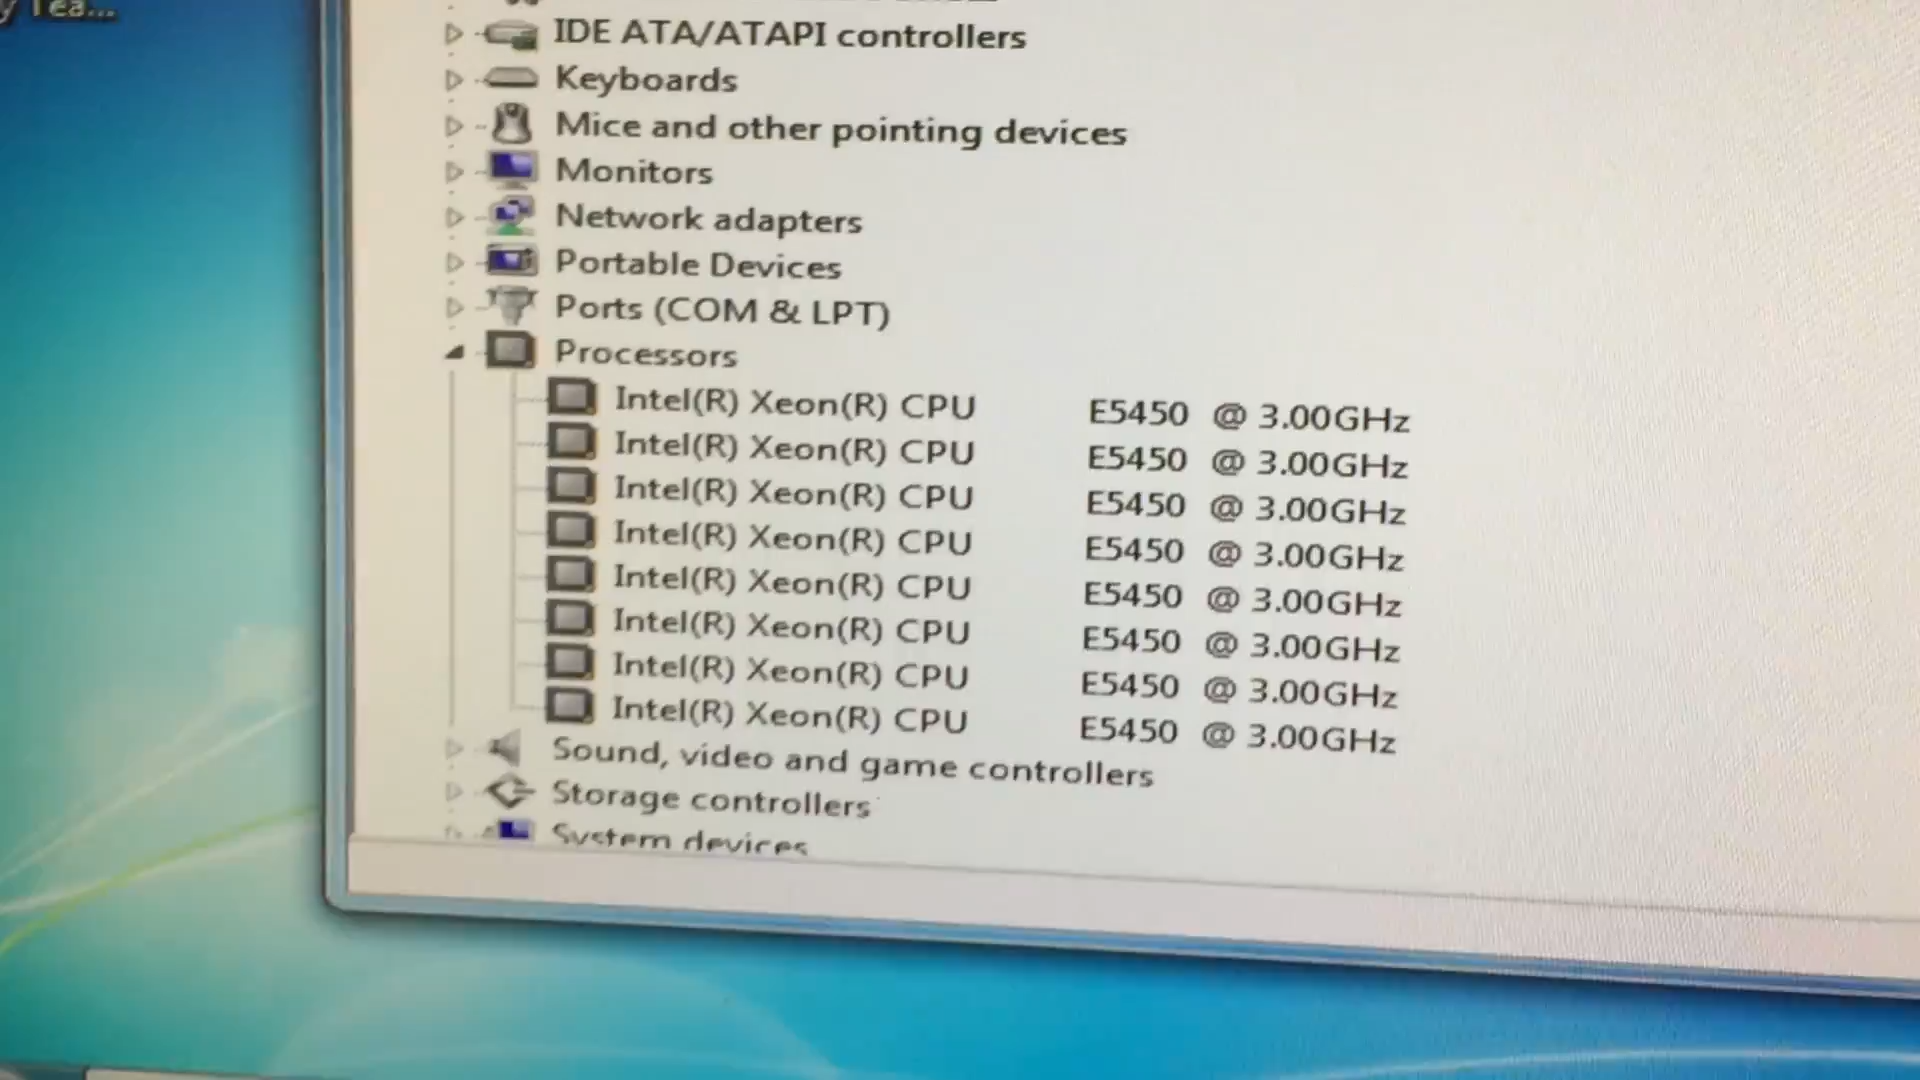 IDE ATA/ATAPI controllers
Keyboards
Mice and other pointing devices
Monitors
Network adapters
Portable Devices
Ports (COM & LPT)
Processors
Intel(R) Xeon(R) CPU E5450 @ 3.00GHz
Intel(R) Xeon(R) CPU E5450 @ 3.00GHz
Intel(R) Xeon(R) CPU E5450 @ 3.00GHz
Intel(R) Xeon(R) CPU E5450 @ 3.00GHz
Intel(R) Xeon(R) CPU E5450 @ 3.00GHz
Intel(R) Xeon(R) CPU E5450 @ 3.00GHz
Intel(R) Xeon(R) CPU E5450 @ 3.00GHz
Intel(R) Xeon(R) CPU E5450 @ 3.00GHz
Sound, video and game controllers
Storage controllers
System devices